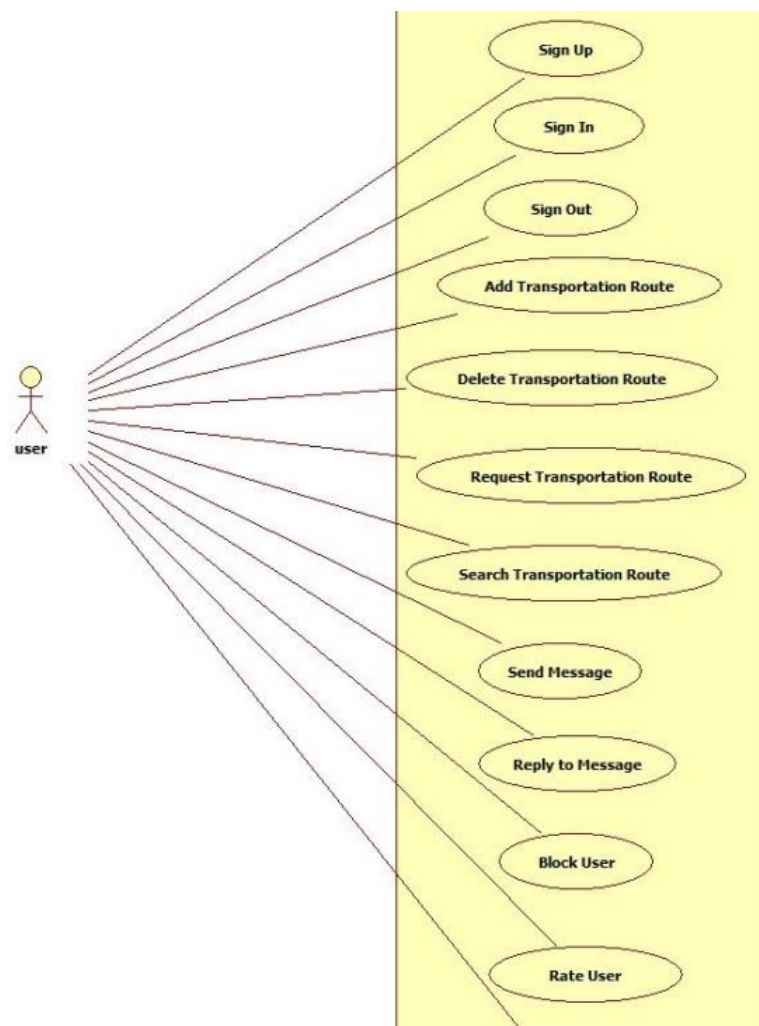 Sign Up
Sign In
Sign Out
Add Transportation Route
Delete Transportation Route
user
Request Transportation Route
Search Transportation Route
Send Message
Reply to Message
Block User
Rate User